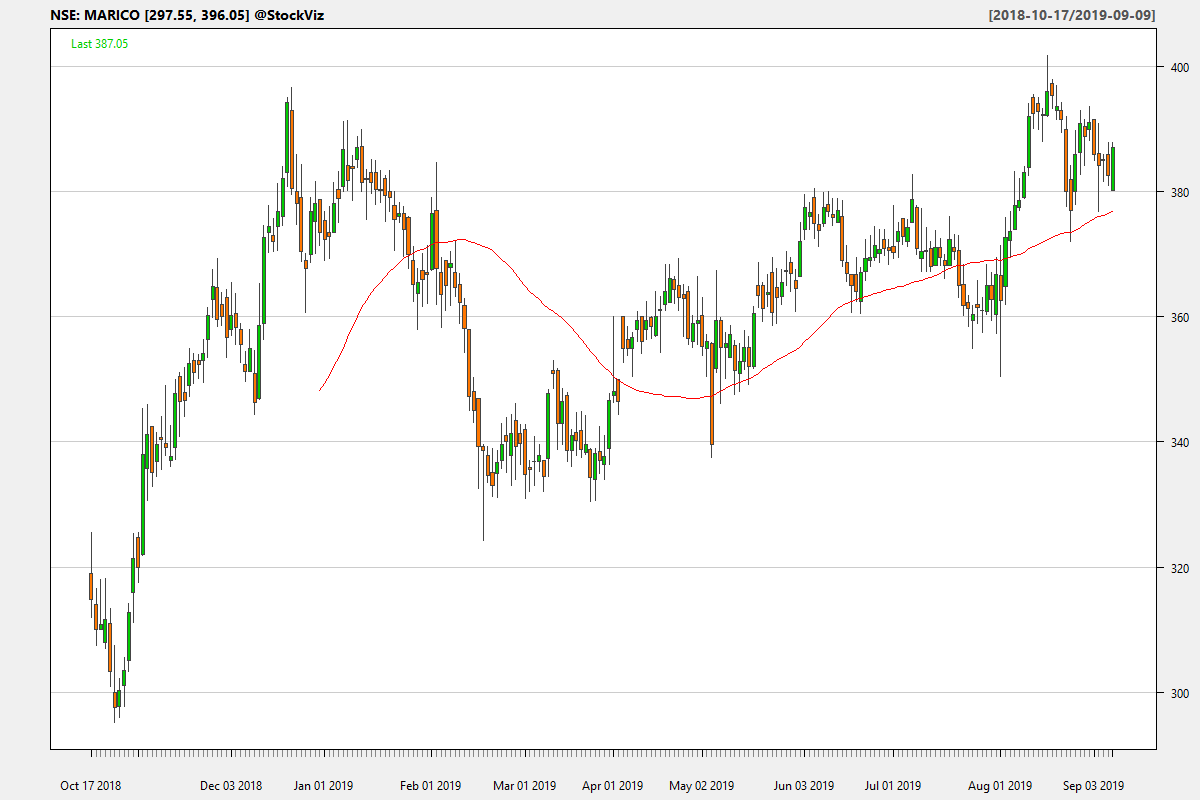 NSE: MARICO [297.55, 396.05] @StockViz [2018-10-17/2019-09-09]
Last 387.05
400
380
360
340
320
300
Oct 17 2018 Dec 03 2018 Jan 01 2019 Feb 01 2019 Mar 01 2019 Apr 01 2019 May 02 2019 Jun 03 2019 Jul 01 2019 Aug 01 2019 Sep 03 2019